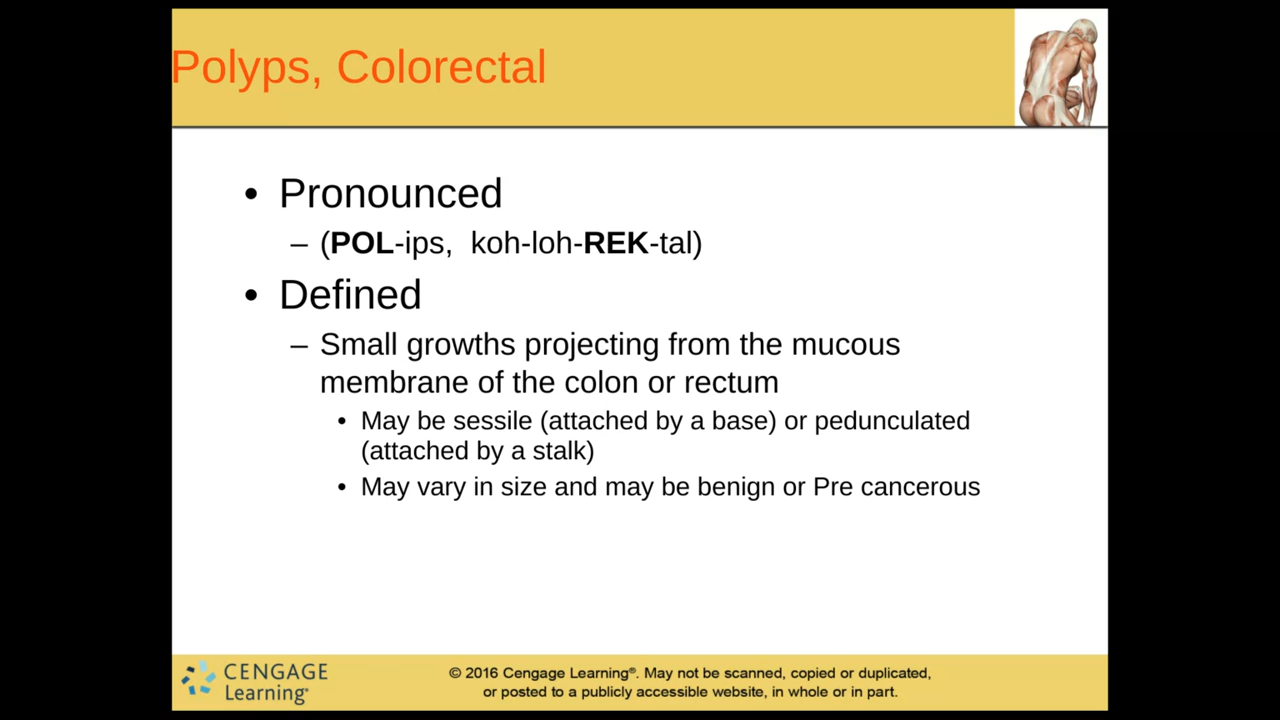 Polyps, Colorectal
• Pronounced
– (POL-ips, koh-loh-REK-tal)
• Defined
– Small growths projecting from the mucous
membrane of the colon or rectum
• May be sessile (attached by a base) or pedunculated
(attached by a stalk)
• May vary in size and may be benign or Pre cancerous
CENGAGE
Learning®
© 2016 Cengage Learning®. May not be scanned, copied or duplicated,
or posted to a publicly accessible website, in whole or in part.